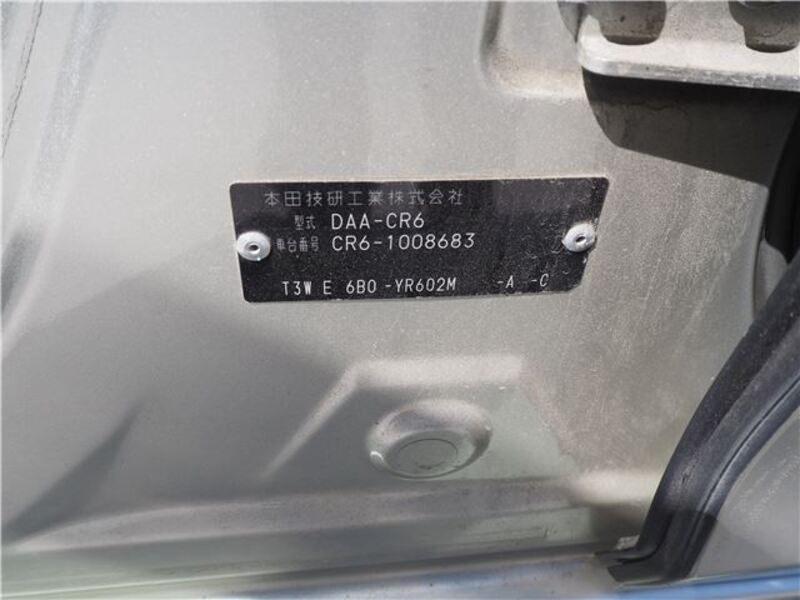 本田技研工業株式会社
型式 DAA-CR6
車台番号 CR6-1008683
T3W E 6B0 -YR602M -A -C